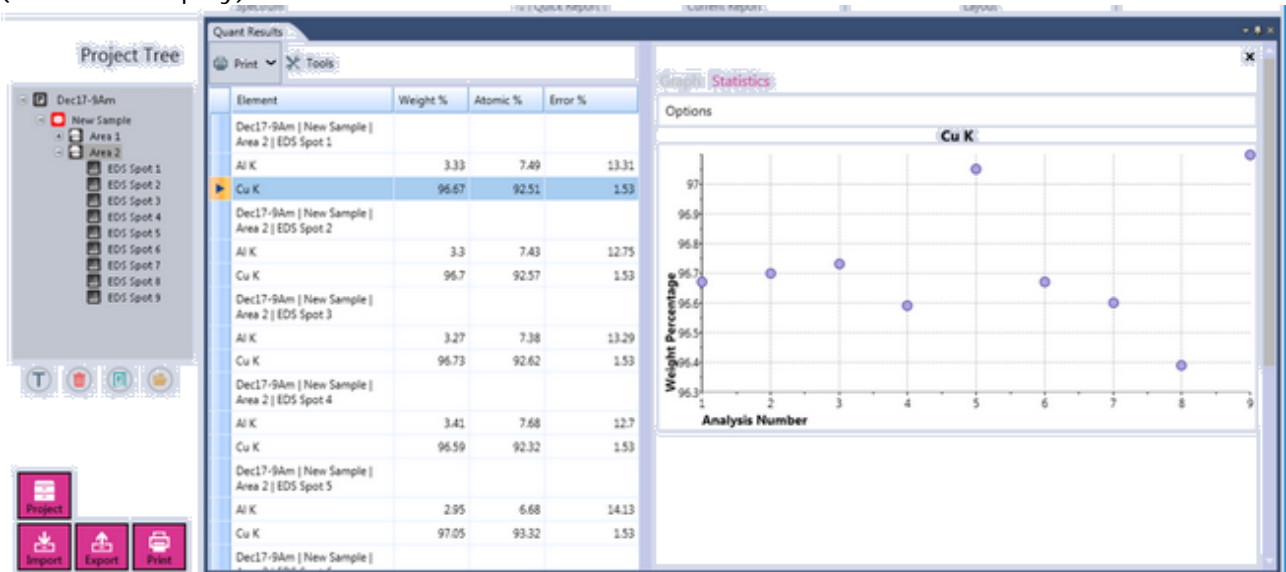 Spectrum Quick Report Current Report Layout
Quant Results
Project Tree
Print Tools
Dec17-9Am
New Sample
Area 1
Area 2
EDS Spot 1
EDS Spot 2
EDS Spot 3
EDS Spot 4
EDS Spot 5
EDS Spot 6
EDS Spot 7
EDS Spot 8
EDS Spot 9
T
Project
Import Export Print
Element Weight % Atomic % Error %
Dec17-9Am | New Sample |
Area 2 | EDS Spot 1
Al K 3.33 7.49 13.31
Cu K 96.67 92.51 1.53
Dec17-9Am | New Sample |
Area 2 | EDS Spot 2
Al K 3.3 7.43 12.75
Cu K 96.7 92.57 1.53
Dec17-9Am | New Sample |
Area 2 | EDS Spot 3
Al K 3.27 7.38 13.29
Cu K 96.73 92.62 1.53
Dec17-9Am | New Sample |
Area 2 | EDS Spot 4
Al K 3.41 7.68 12.7
Cu K 96.59 92.32 1.53
Dec17-9Am | New Sample |
Area 2 | EDS Spot 5
Al K 2.95 6.68 14.13
Cu K 97.05 93.32 1.53
Dec17-9Am | New Sample |
Graph Statistics
Options
Cu K
97
96.9
96.8
96.7
96.6
96.5
96.4
96.3
Weight Percentage
1 2 3 4 5 6 7 8 9
Analysis Number